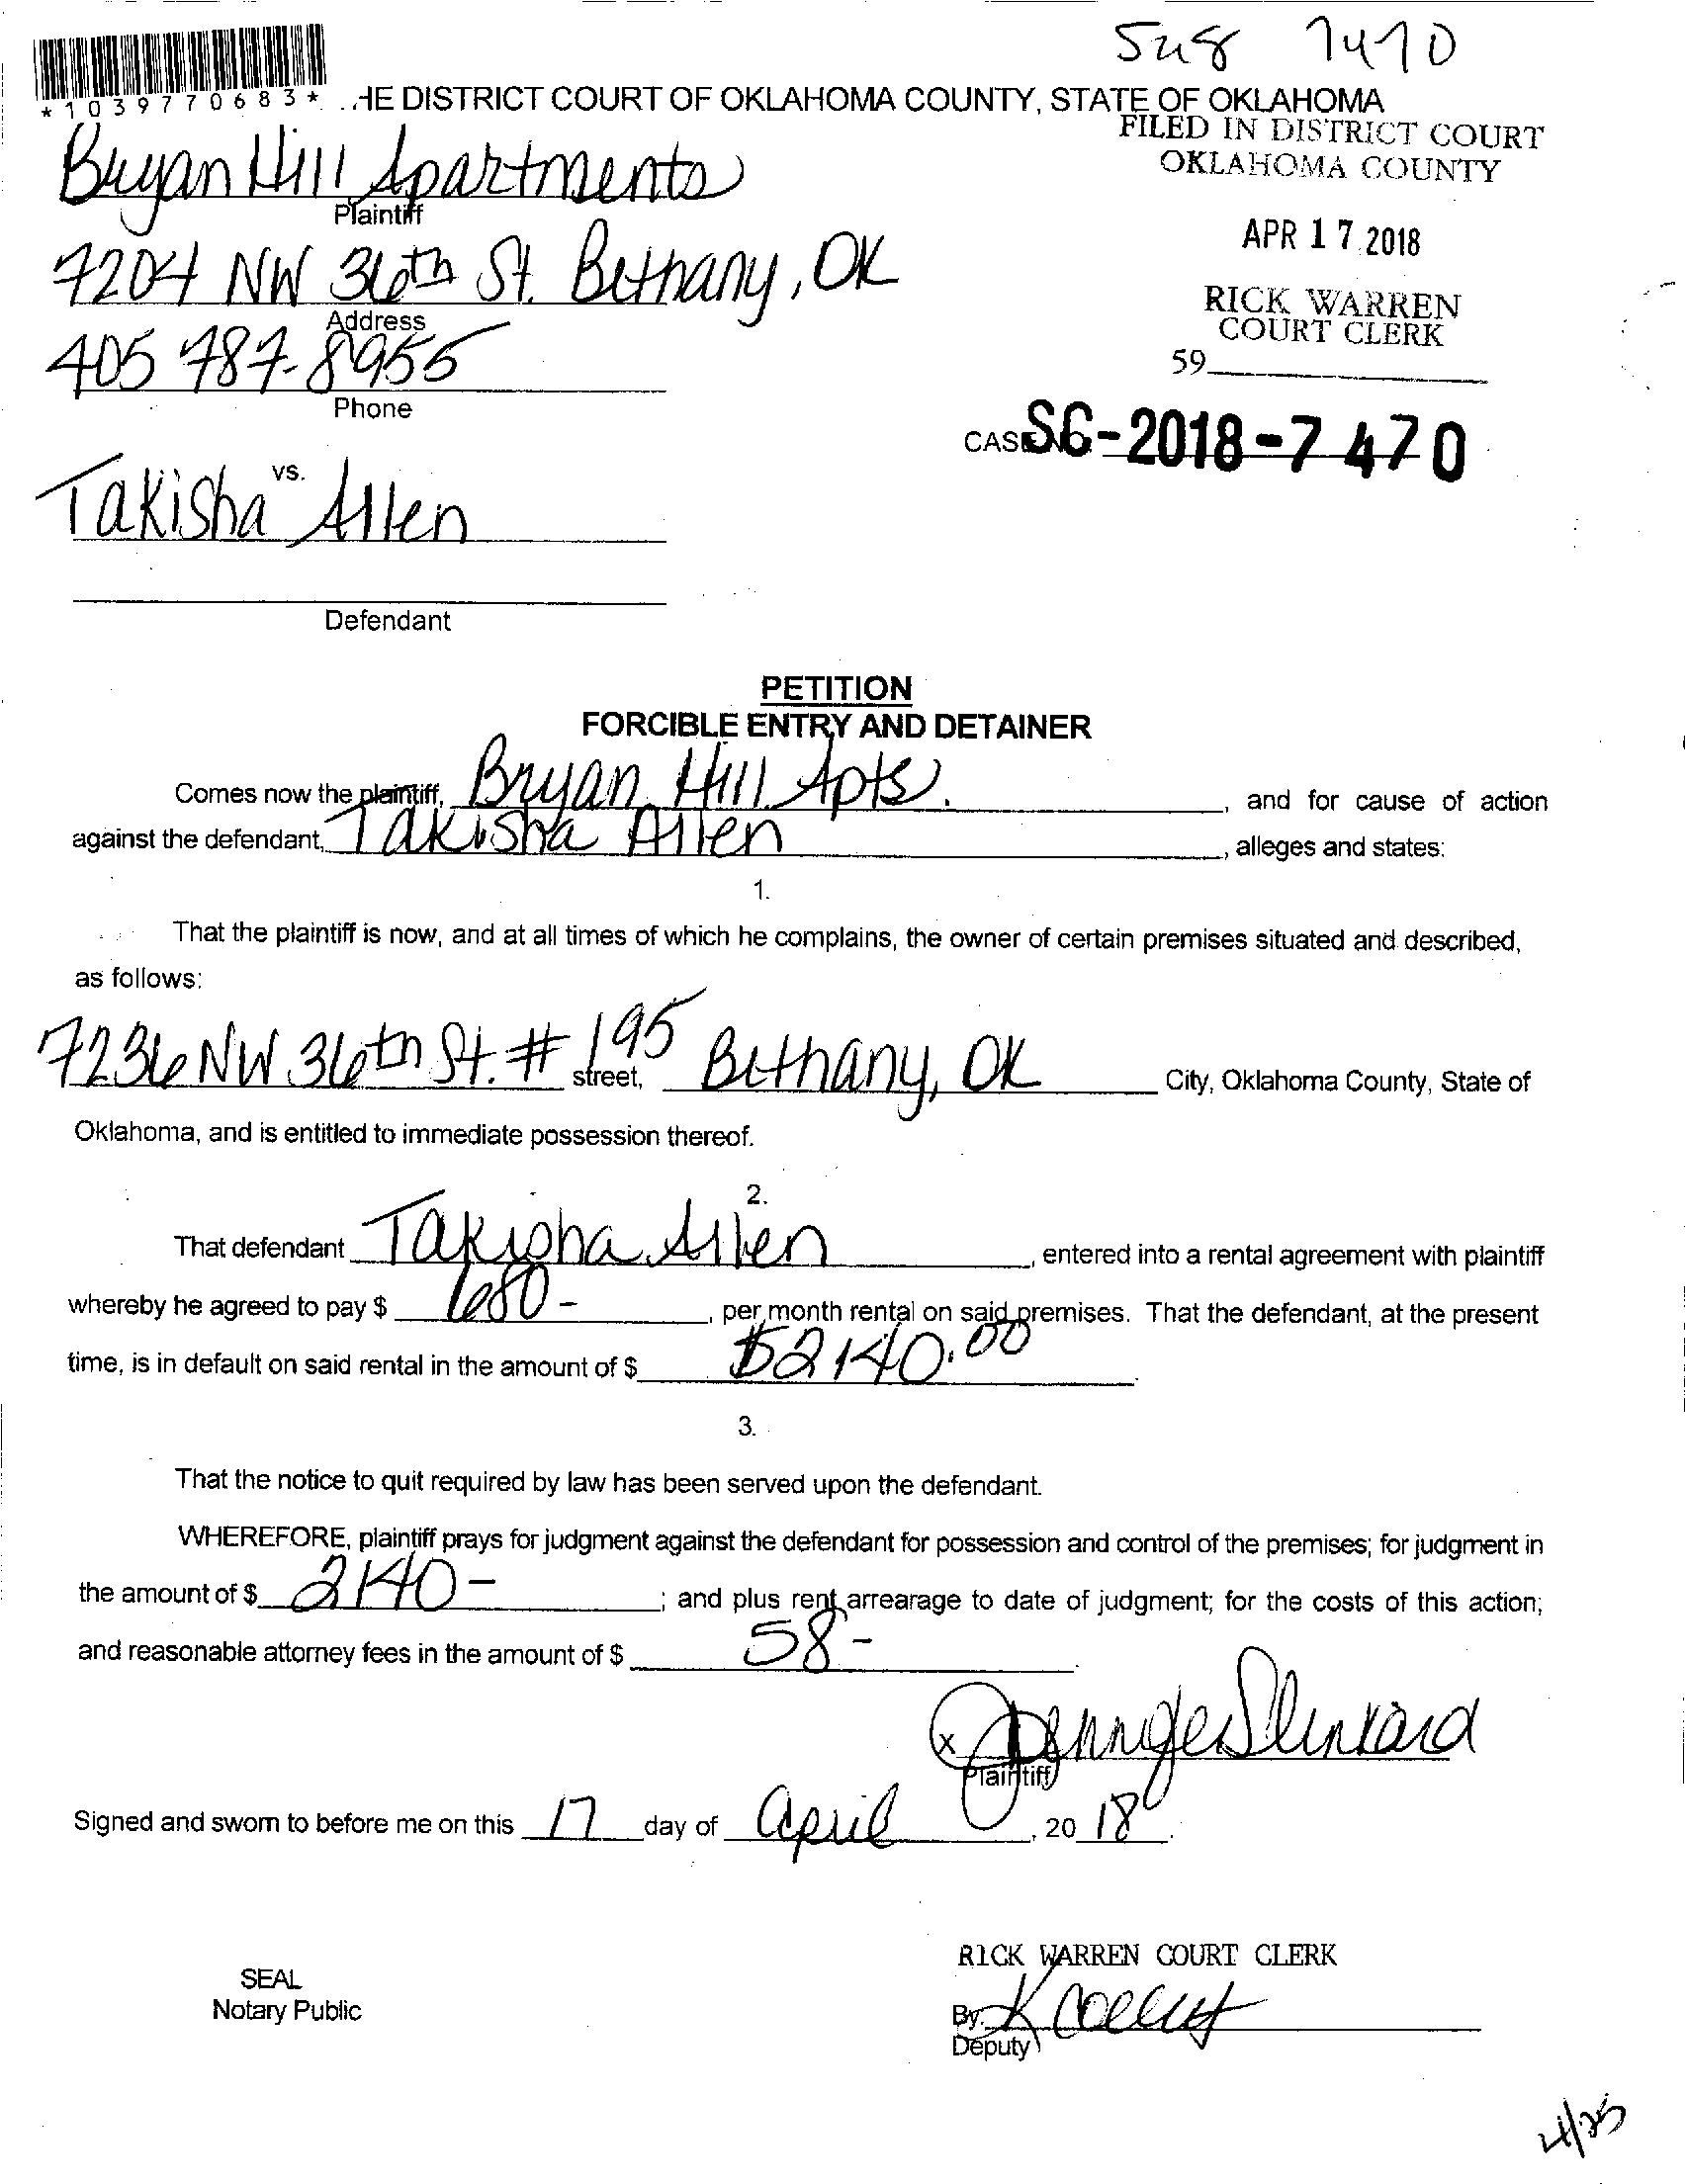 7470
*1039770683* HE DISTRICT COURT OF OKLAHOMA COUNTY, STATE OF OKLAHOMA
FILED IN DISTRICT COURT
OKLAHOMA COUNTY
Bryan Hill Apartments
Plaintiff
APR 17 2018
7204 NW 36th St. Bethany, OK
Address
RICK WARREN
COURT CLERK
405 787-8955
59
Phone
CASE NO. SC-2018-7470
vs.
Takisha Allen
Defendant
PETITION
FORCIBLE ENTRY AND DETAINER
Comes now the plaintiff, Bryan Hill Apts. , and for cause of action
against the defendant, Takisha Allen , alleges and states:
1.
That the plaintiff is now, and at all times of which he complains, the owner of certain premises situated and described,
as follows:
7236 NW 36th St. # 195 street, Bethany, OK City, Oklahoma County, State of
Oklahoma, and is entitled to immediate possession thereof.
2.
That defendant Takisha Allen , entered into a rental agreement with plaintiff
whereby he agreed to pay $ 680- , per month rental on said premises. That the defendant, at the present
time, is in default on said rental in the amount of $ $2140.00 .
3.
That the notice to quit required by law has been served upon the defendant.
WHEREFORE, plaintiff prays for judgment against the defendant for possession and control of the premises; for judgment in
the amount of $ 2140- ; and plus rent arrearage to date of judgment; for the costs of this action;
and reasonable attorney fees in the amount of $ 58- .
X
Plaintiff
Signed and sworn to before me on this 17 day of April , 20 18 .
RICK WARREN COURT CLERK
SEAL
Notary Public
By:
Deputy
4/25